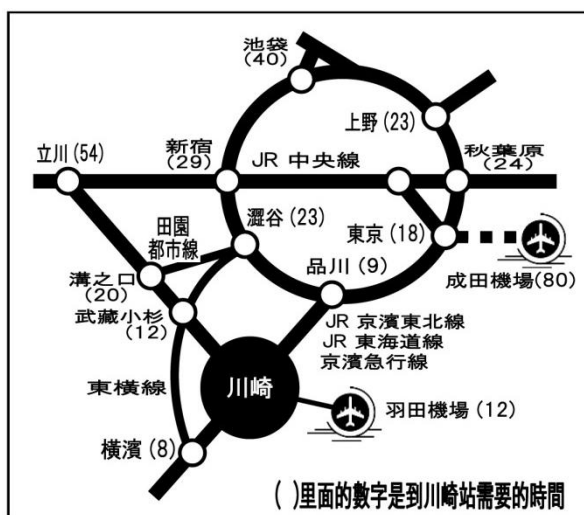 池袋
(40)
上野 (23)
立川 (54)
新宿
(29)
JR 中央線
秋葉原
(24)
田園
都市線
澀谷 (23)
東京 (18)
品川 (9)
成田機場(80)
溝之口
(20)
武藏小杉
(12)
JR 京濱東北線
JR 東海道線
京濱急行線
川崎
東橫線
羽田機場 (12)
橫濱 (8)
( )里面的數字是到川崎站需要的時間